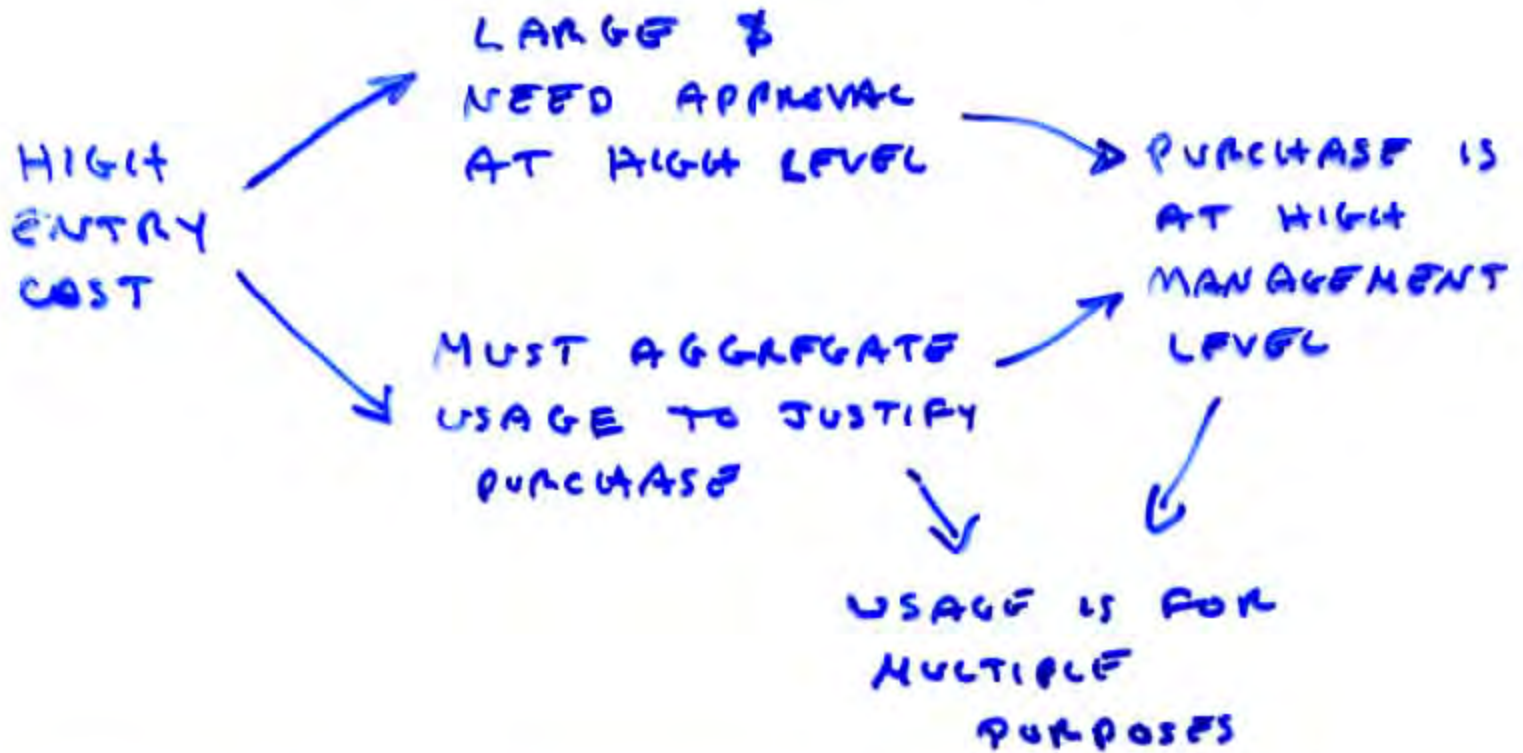 HIGH
ENTRY
COST
LARGE $
NEED APPROVAL
AT HIGH LEVEL
MUST AGGREGATE
USAGE TO JUSTIFY
PURCHASE
PURCHASE IS
AT HIGH
MANAGEMENT
LEVEL
USAGE IS FOR
MULTIPLE
PURPOSES